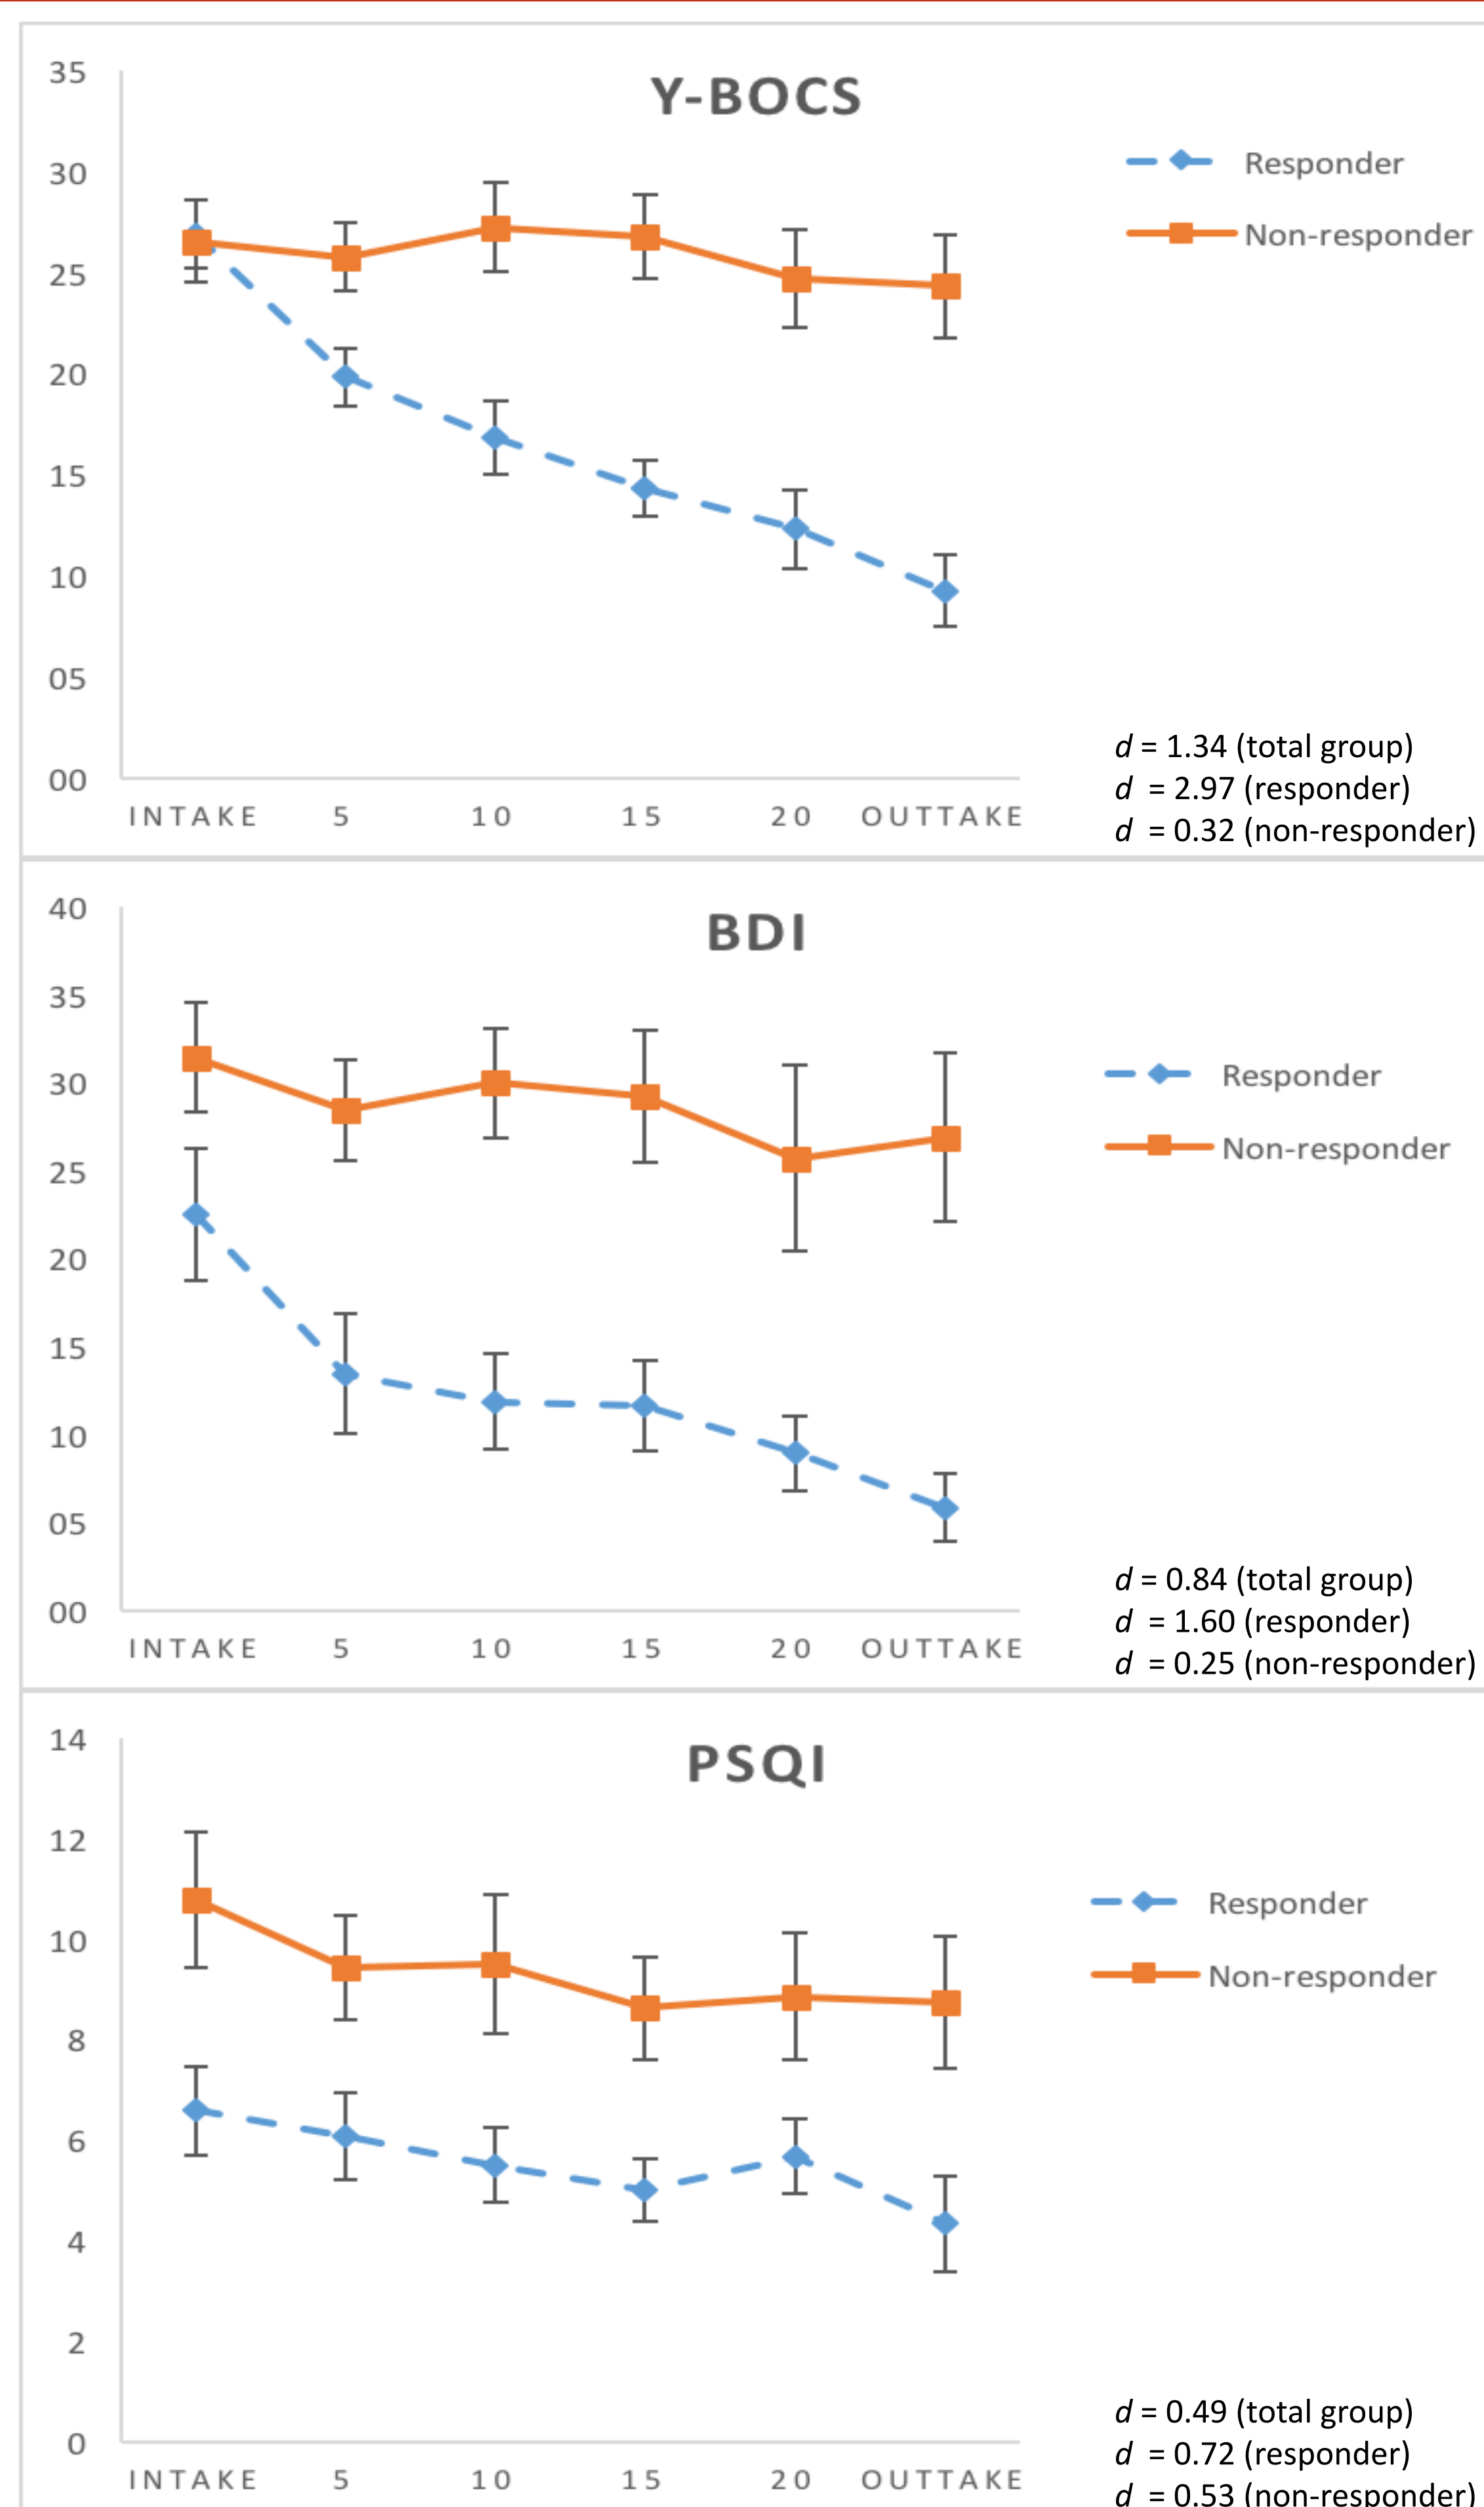 Y-BOCS
35
30
25
20
15
10
05
00
INTAKE 5 10 15 20 OUTTAKE
Responder
Non-responder
d = 1.34 (total group)
d = 2.97 (responder)
d = 0.32 (non-responder)
BDI
40
35
30
25
20
15
10
05
00
INTAKE 5 10 15 20 OUTTAKE
Responder
Non-responder
d = 0.84 (total group)
d = 1.60 (responder)
d = 0.25 (non-responder)
PSQI
14
12
10
8
6
4
2
0
INTAKE 5 10 15 20 OUTTAKE
Responder
Non-responder
d = 0.49 (total group)
d = 0.72 (responder)
d = 0.53 (non-responder)